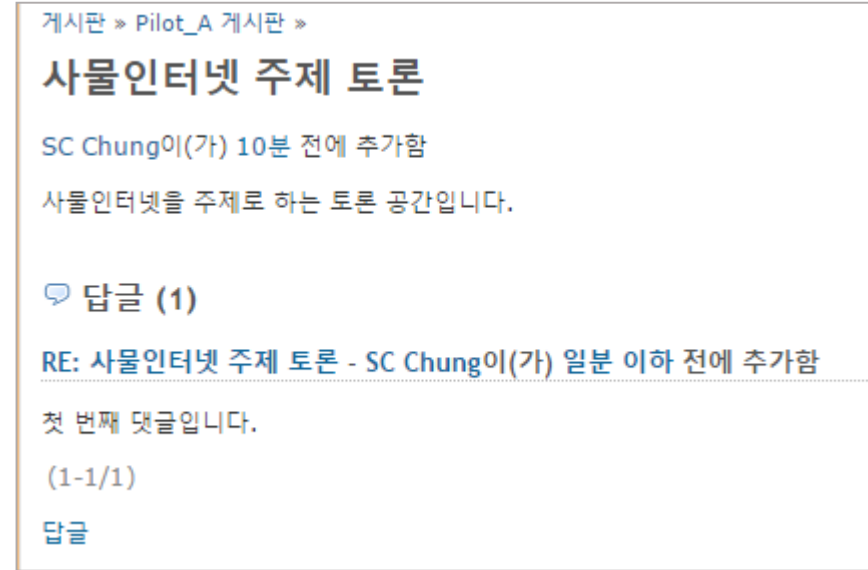 게시판 » Pilot_A 게시판 »
사물인터넷 주제 토론
SC Chung이(가) 10분 전에 추가함
사물인터넷을 주제로 하는 토론 공간입니다.
답글 (1)
RE: 사물인터넷 주제 토론 - SC Chung이(가) 일분 이하 전에 추가함
첫 번째 댓글입니다.
(1-1/1)
답글